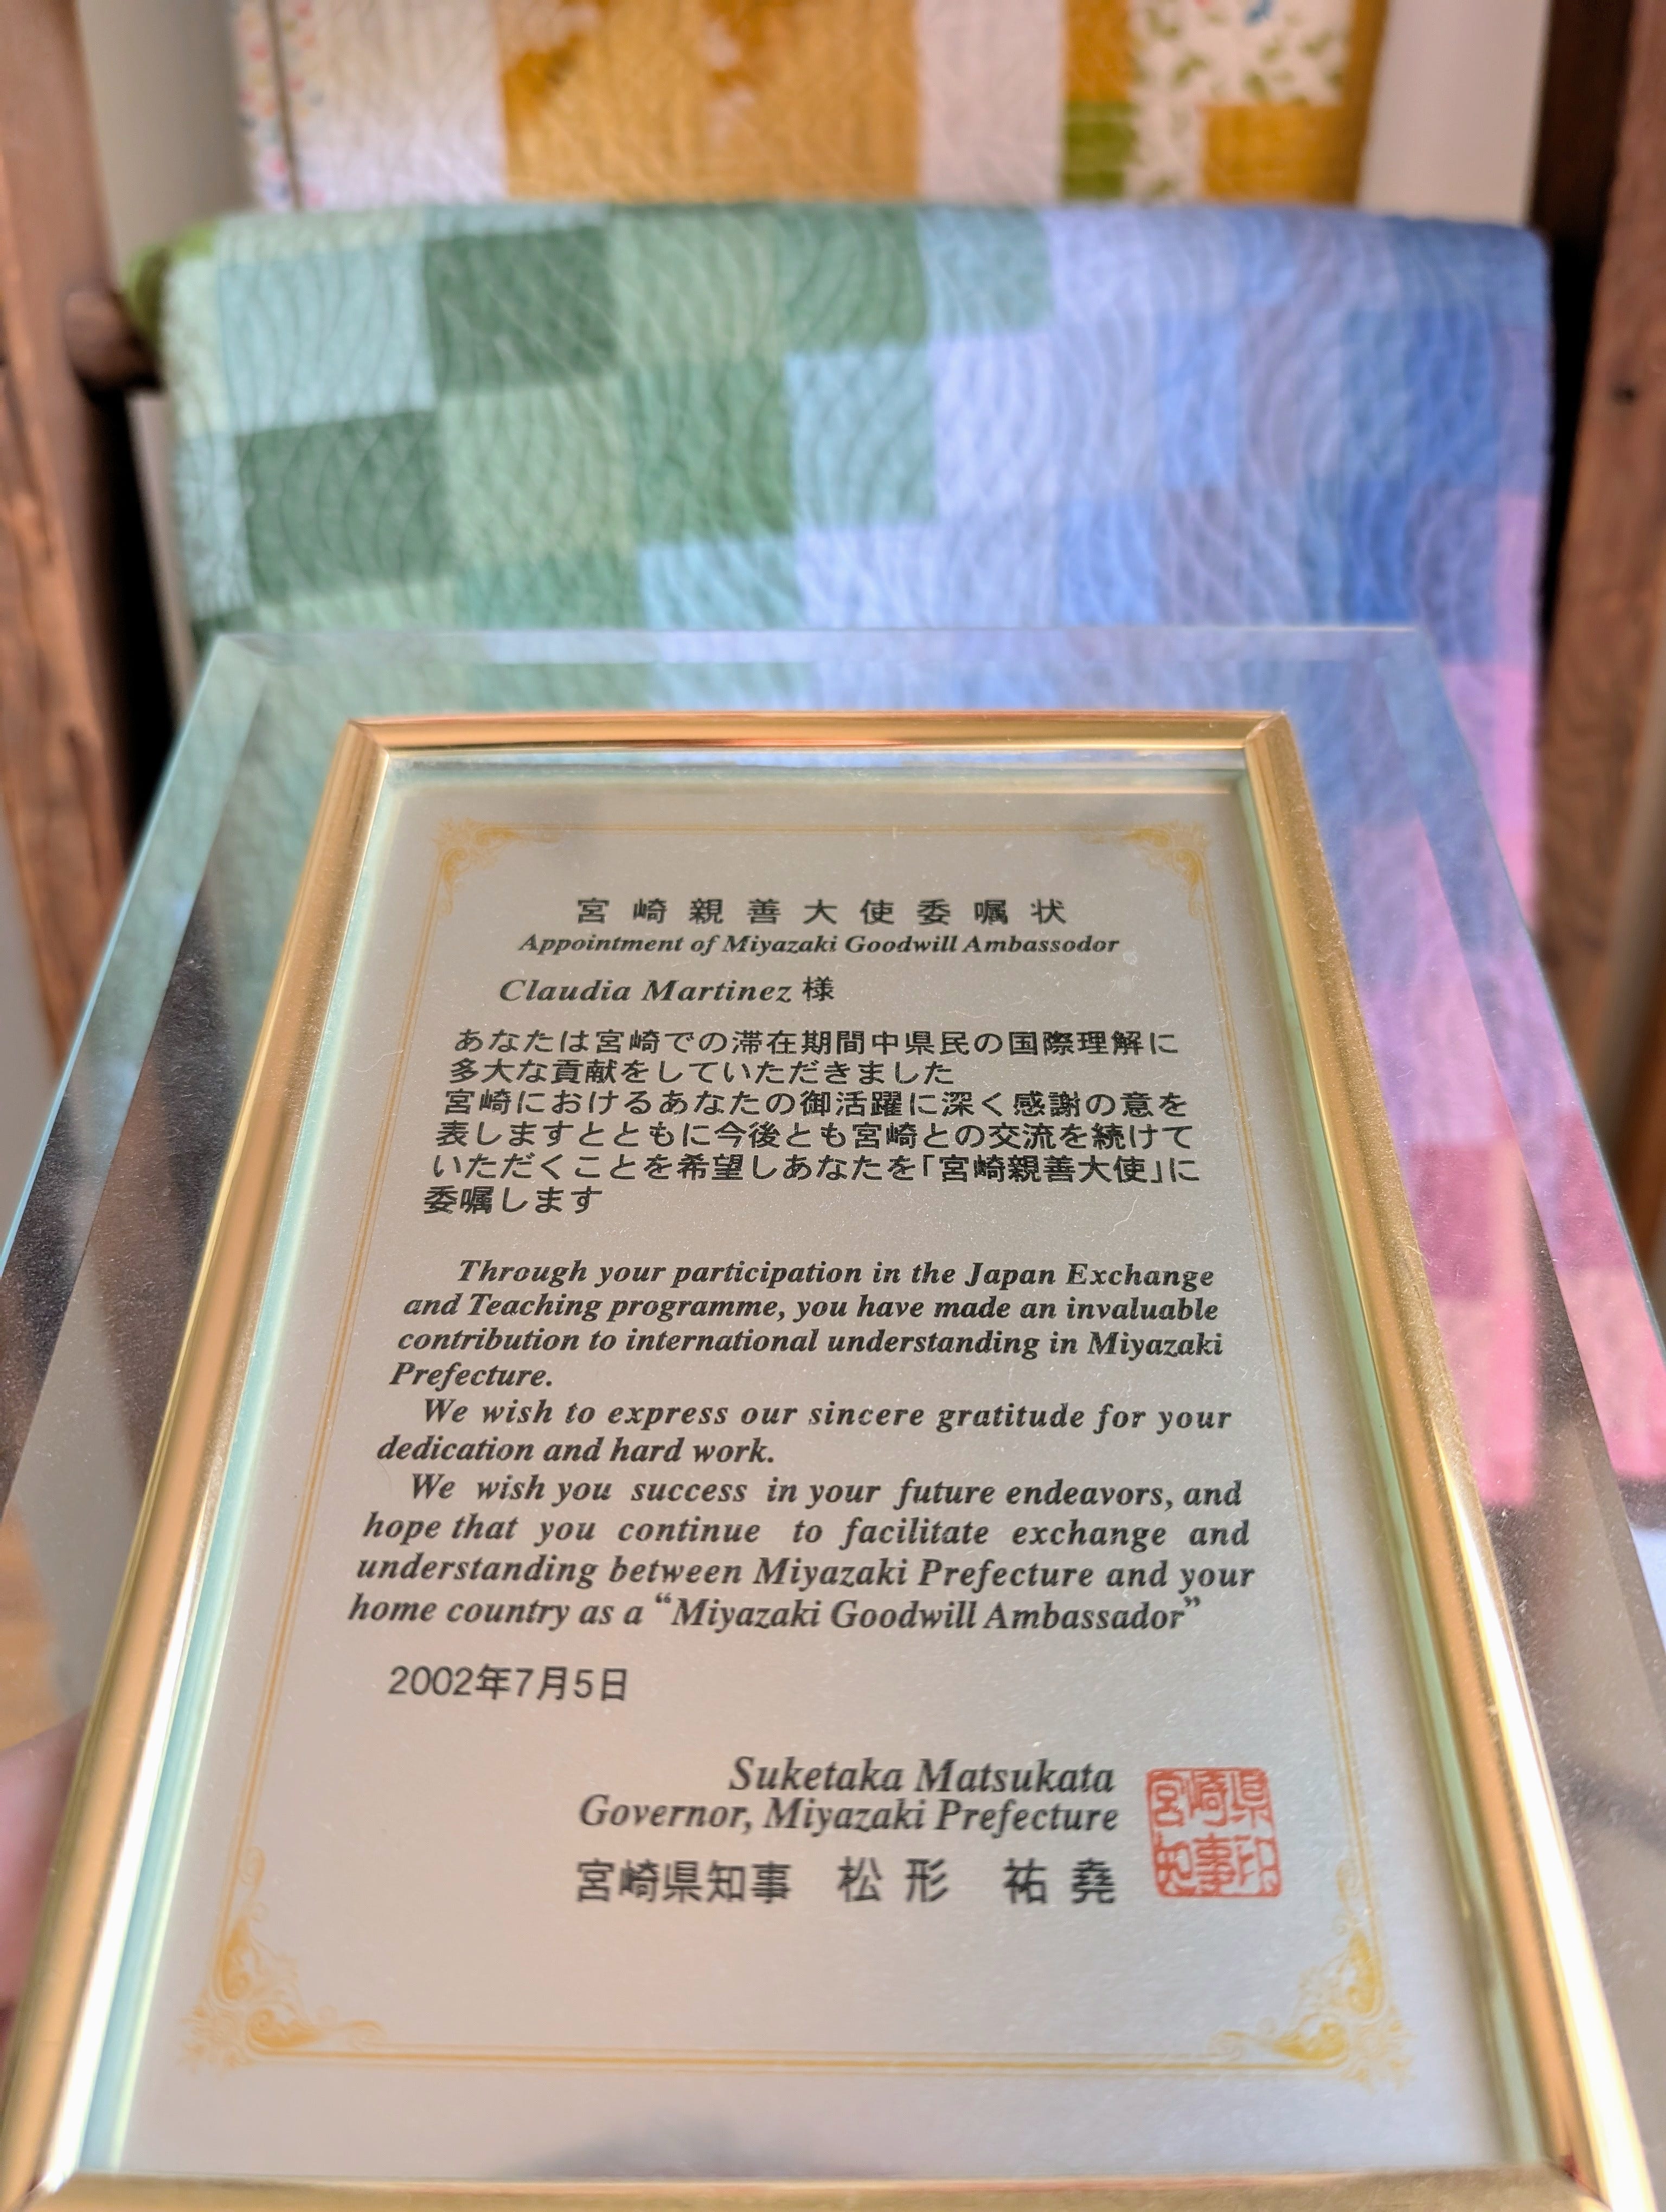 宮崎親善大使委嘱状
Appointment of Miyazaki Goodwill Ambassodor
Claudia Martinez 様
あなたは宮崎での滞在期間中県民の国際理解に
多大な貢献をしていただきました
宮崎におけるあなたの御活躍に深く感謝の意を
表しますとともに今後とも宮崎との交流を続けて
いただくことを希望しあなたを「宮崎親善大使」に
委嘱します
Through your participation in the Japan Exchange
and Teaching programme, you have made an invaluable
contribution to international understanding in Miyazaki
Prefecture.
We wish to express our sincere gratitude for your
dedication and hard work.
We wish you success in your future endeavors, and
hope that you continue to facilitate exchange and
understanding between Miyazaki Prefecture and your
home country as a “Miyazaki Goodwill Ambassador”
2002年7月5日
Suketaka Matsukata
Governor, Miyazaki Prefecture
宮崎県知事 松形 祐堯
宮崎県
知事印